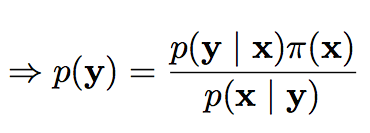 ⇒ p(𝐲) = p(𝐲 | 𝐱)π(𝐱) / p(𝐱 | 𝐲)